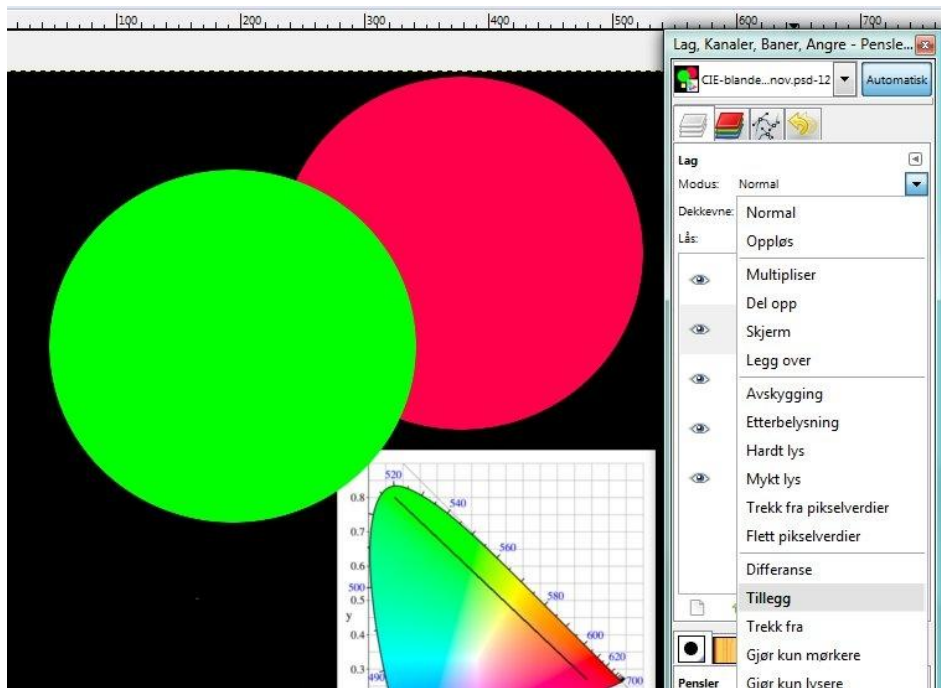 100 200 300 400 500 600 700
Lag, Kanaler, Baner, Angre - Pensle...
CIE-blande...nov.psd-12
Automatisk
Lag
Modus: Normal
Dekkevne:
Lås:
Normal
Oppløs
Multipliser
Del opp
Skjerm
Legg over
Avskygging
Etterbelysning
Hardt lys
Mykt lys
Trekk fra pikselverdier
Flett pikselverdier
Differanse
Tillegg
Trekk fra
Gjør kun mørkere
Gjør kun lysere
Pensler
520
0.8
540
0.7
560
0.6
500
580
0.5
y
0.4
600
620
0.3
490
700